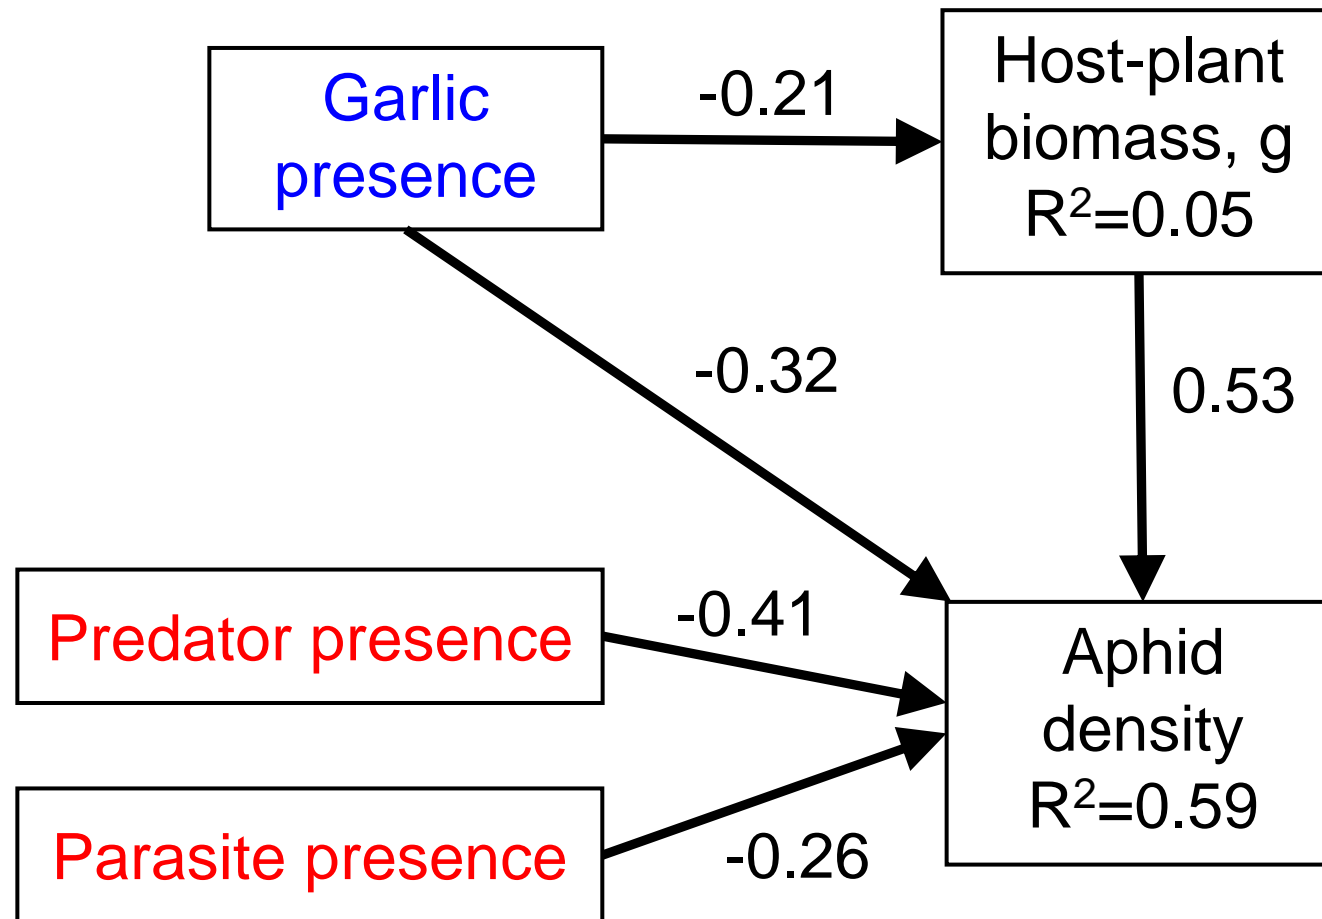 Garlic
presence
-0.21
Host-plant
biomass, g
R²=0.05
-0.32
0.53
Predator presence
-0.41
Aphid
density
R²=0.59
Parasite presence
-0.26